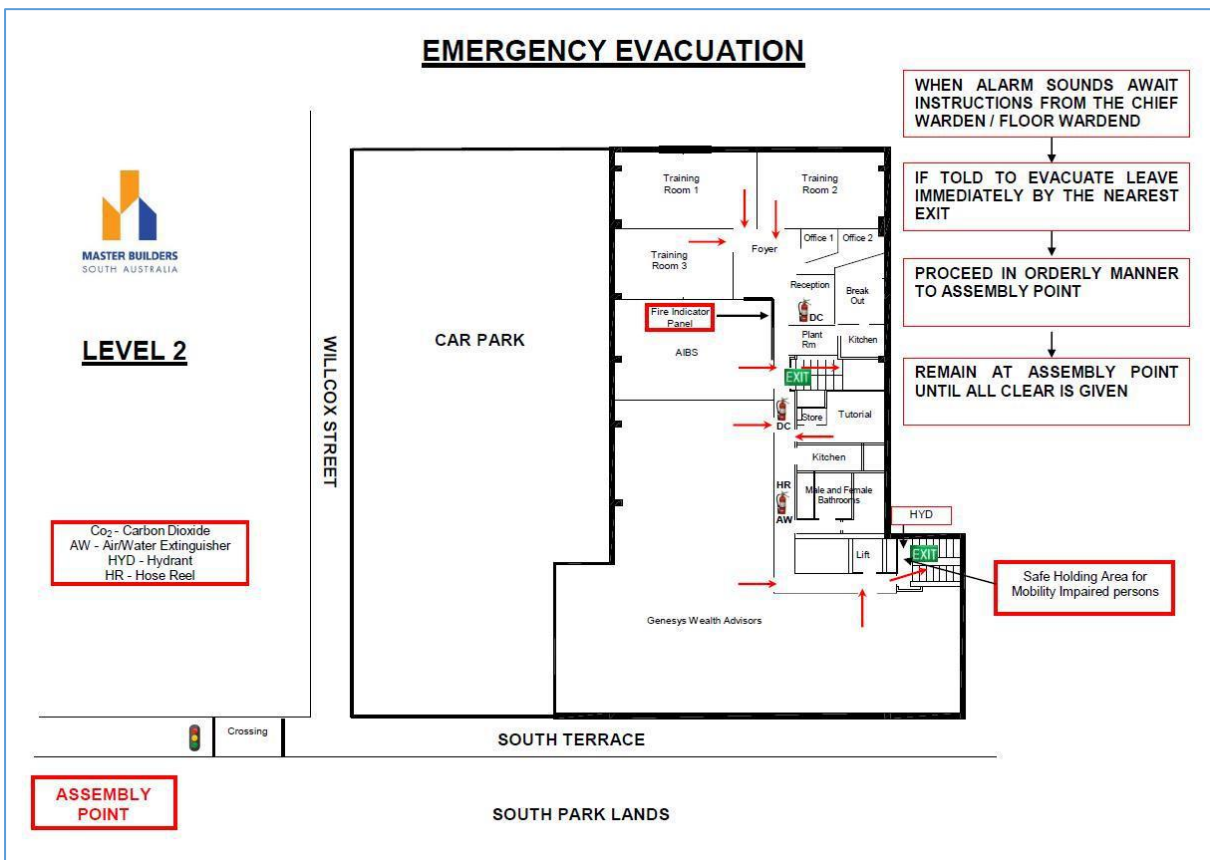 EMERGENCY EVACUATION
WHEN ALARM SOUNDS AWAIT
INSTRUCTIONS FROM THE CHIEF
WARDEN / FLOOR WARDEND
IF TOLD TO EVACUATE LEAVE
IMMEDIATELY BY THE NEAREST
EXIT
PROCEED IN ORDERLY MANNER
TO ASSEMBLY POINT
REMAIN AT ASSEMBLY POINT
UNTIL ALL CLEAR IS GIVEN
MASTER BUILDERS
SOUTH AUSTRALIA
LEVEL 2
WILLCOX STREET
CAR PARK
Training
Room 1
Training
Room 2
Training
Room 3
Foyer
Office 1
Office 2
Reception
Break
Out
DC
Fire Indicator
Panel
Plant
Rm
Kitchen
AIBS
EXIT
DC
Store
Tutorial
Kitchen
HR
AW
Male and Female
Bathrooms
HYD
Lift
EXIT
Safe Holding Area for
Mobility Impaired persons
Genesys Wealth Advisors
Co2 - Carbon Dioxide
AW - Air/Water Extinguisher
HYD - Hydrant
HR - Hose Reel
Crossing
SOUTH TERRACE
ASSEMBLY
POINT
SOUTH PARK LANDS